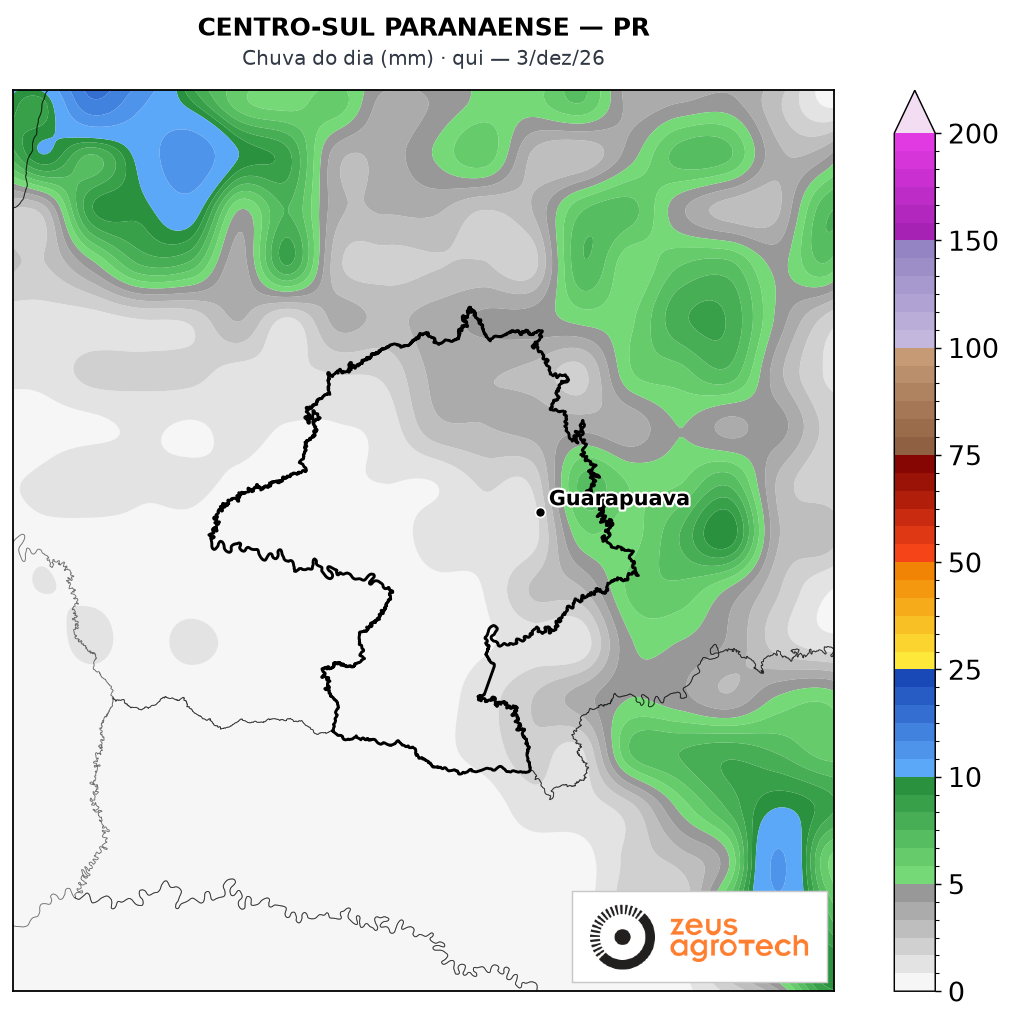 CENTRO-SUL PARANAENSE — PR
Chuva do dia (mm) · qui — 3/dez/26
200
150
100
75
50
25
10
5
0
Guarapuava
zeus
agrotech